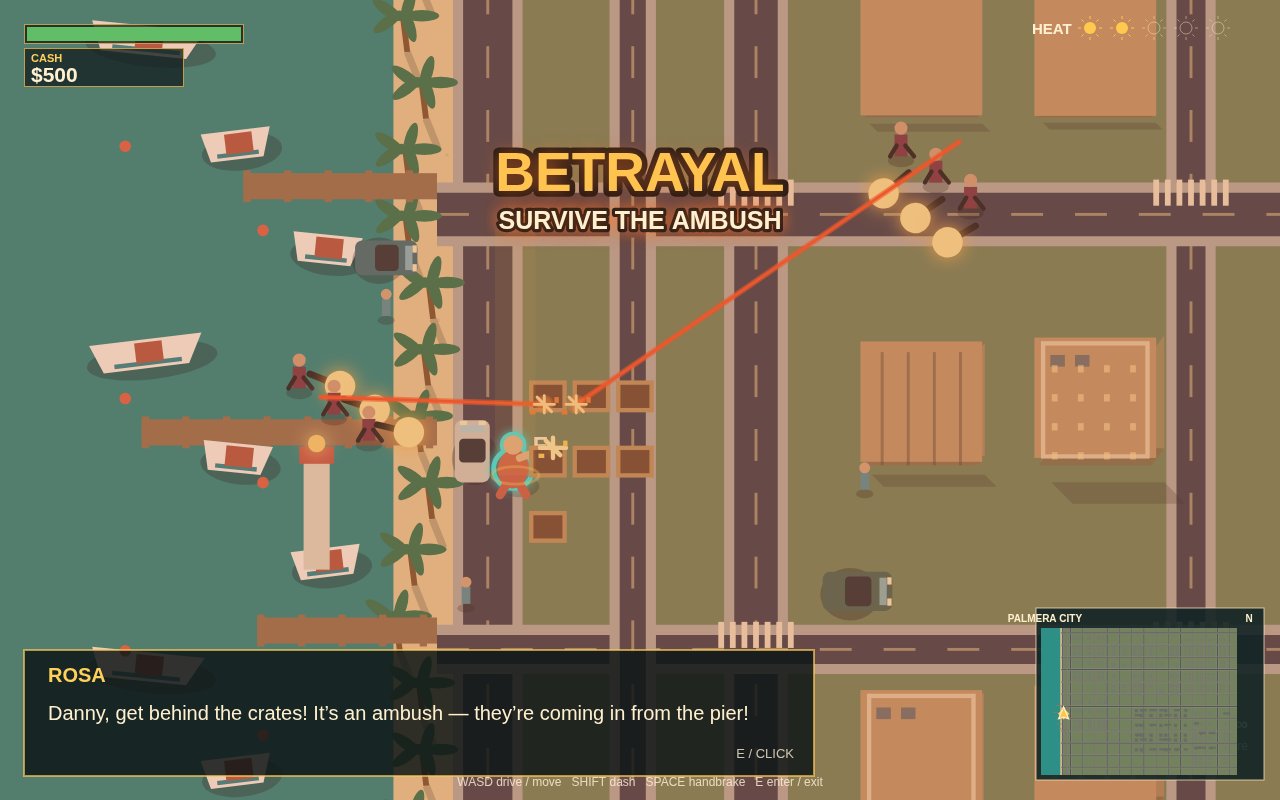 CASH
$500
HEAT
BETRAYAL
SURVIVE THE AMBUSH
PALMERA CITY
N
ROSA
Danny, get behind the crates! It’s an ambush — they’re coming in from the pier!
E / CLICK
WASD drive / move SHIFT dash SPACE handbrake E enter / exit